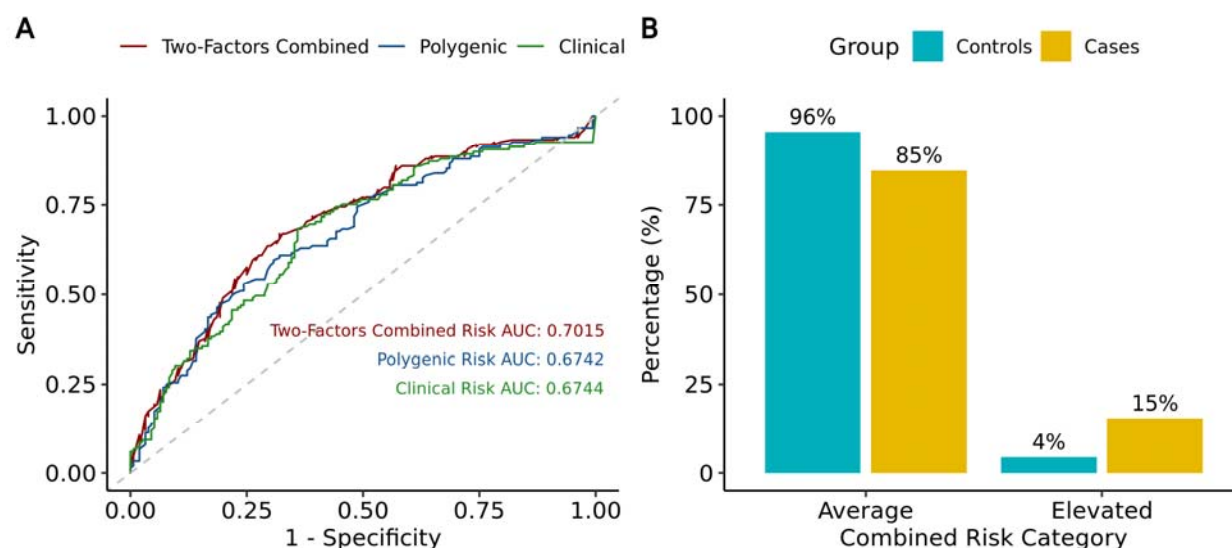 A
Two-Factors Combined Polygenic Clinical
1.00
0.75
0.50
0.25
0.00
Sensitivity
Two-Factors Combined Risk AUC: 0.7015
Polygenic Risk AUC: 0.6742
Clinical Risk AUC: 0.6744
0.00 0.25 0.50 0.75 1.00
1 - Specificity
B
Group Controls Cases
100
75
50
25
0
Percentage (%)
96%
85%
4%
15%
Average Elevated
Combined Risk Category